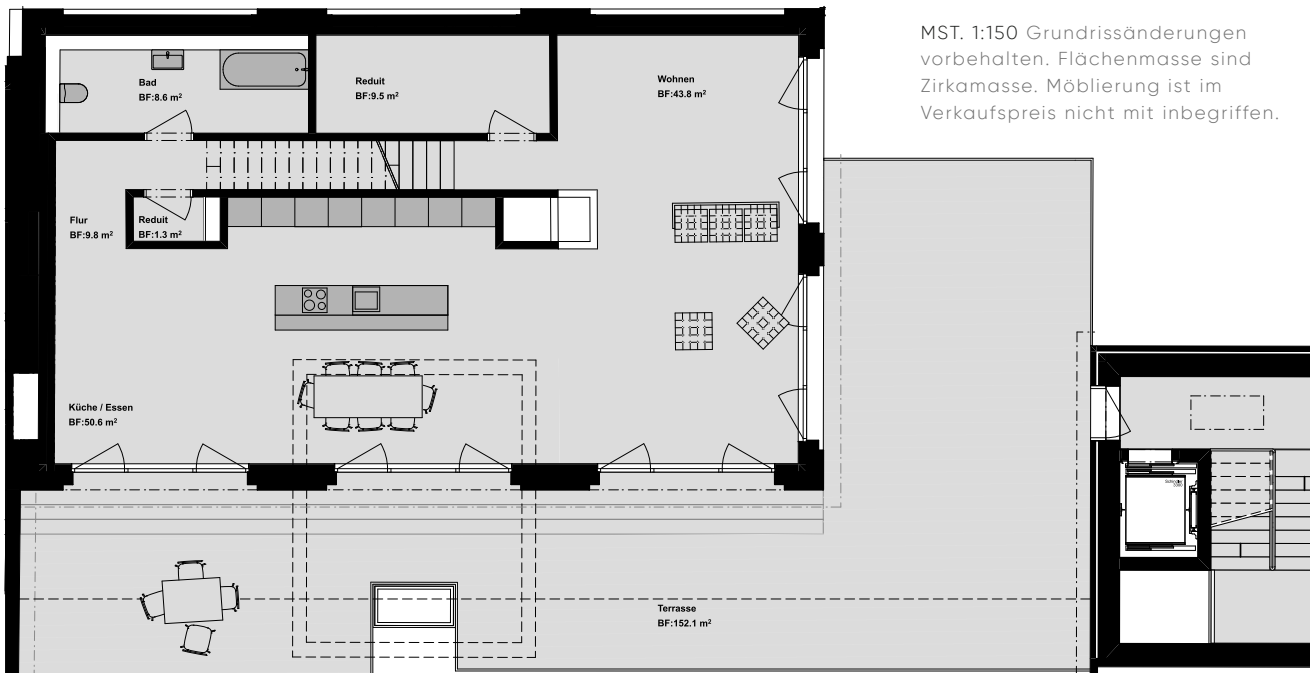 MST. 1:150 Grundrissänderungen
vorbehalten. Flächenmasse sind
Zirkamasse. Möblierung ist im
Verkaufspreis nicht mit inbegriffen.
Bad
BF:8.6 m²
Reduit
BF:9.5 m²
Wohnen
BF:43.8 m²
Flur
BF:9.8 m²
Reduit
BF:1.3 m²
Küche / Essen
BF:50.6 m²
Terrasse
BF:152.1 m²